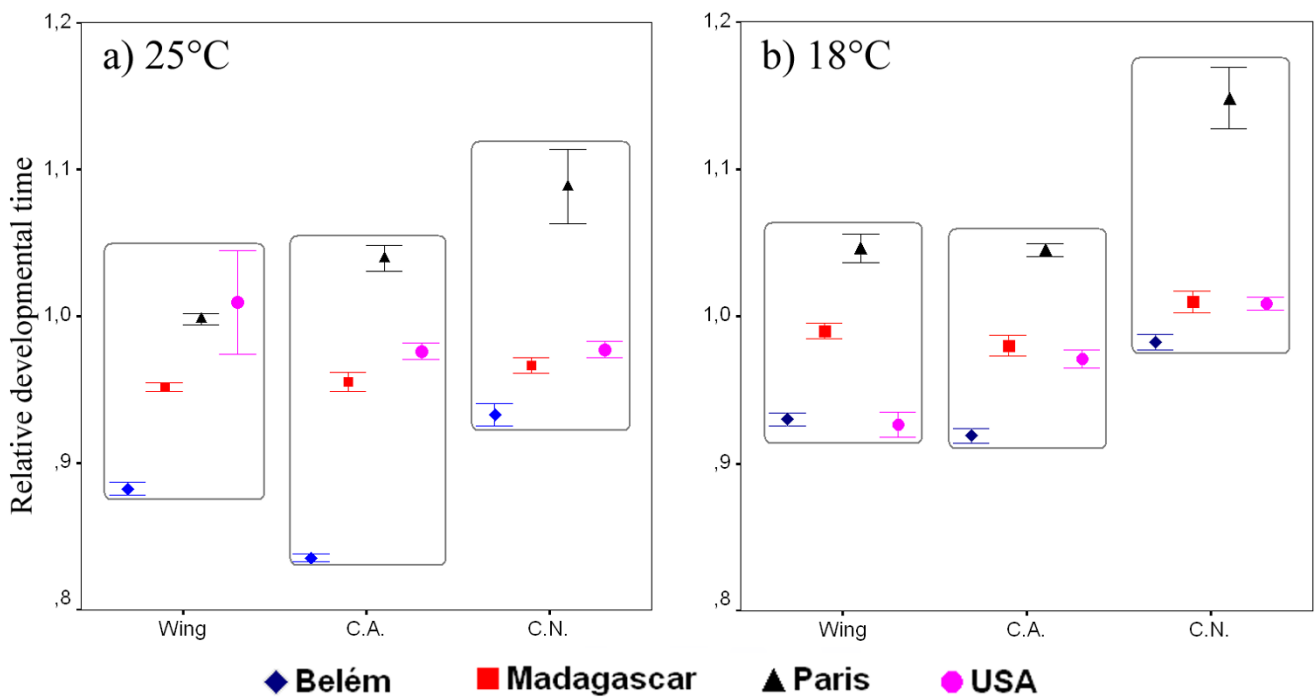 a) 25°C
Relative developmental time
1,2
1,1
1,0
,9
,8
Wing
C.A.
C.N.
b) 18°C
1,2
1,1
1,0
,9
,8
Wing
C.A.
C.N.
Belém Madagascar Paris USA